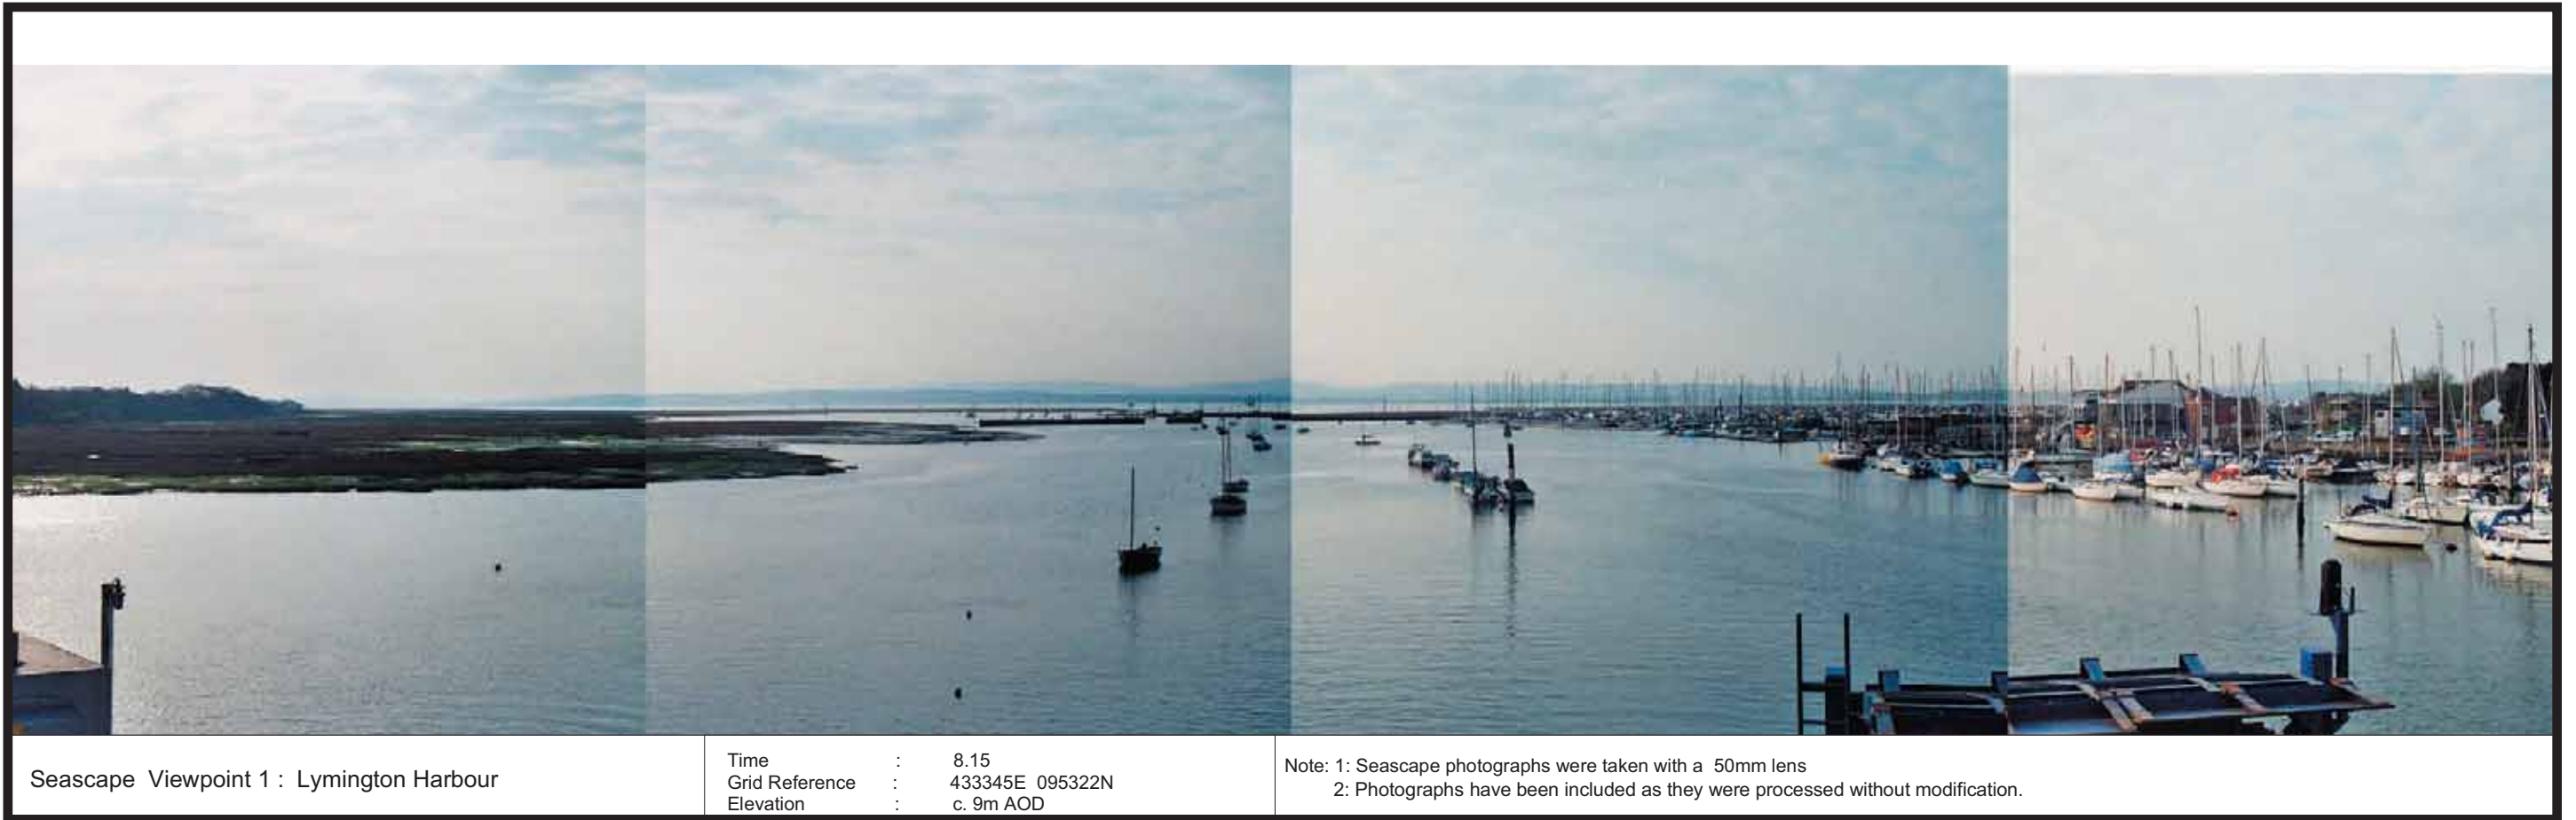 Seascape Viewpoint 1 : Lymington Harbour
Time : 8.15
Grid Reference : 433345E 095322N
Elevation : c. 9m AOD
Note: 1: Seascape photographs were taken with a 50mm lens
2: Photographs have been included as they were processed without modification.